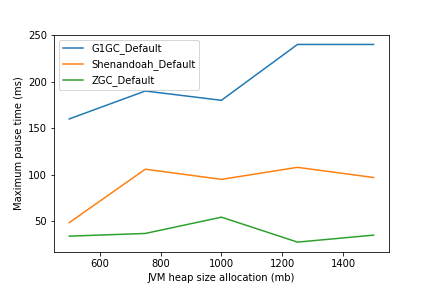 250
200
150
100
50
Maximum pause time (ms)
G1GC_Default
Shenandoah_Default
ZGC_Default
600 800 1000 1200 1400
JVM heap size allocation (mb)